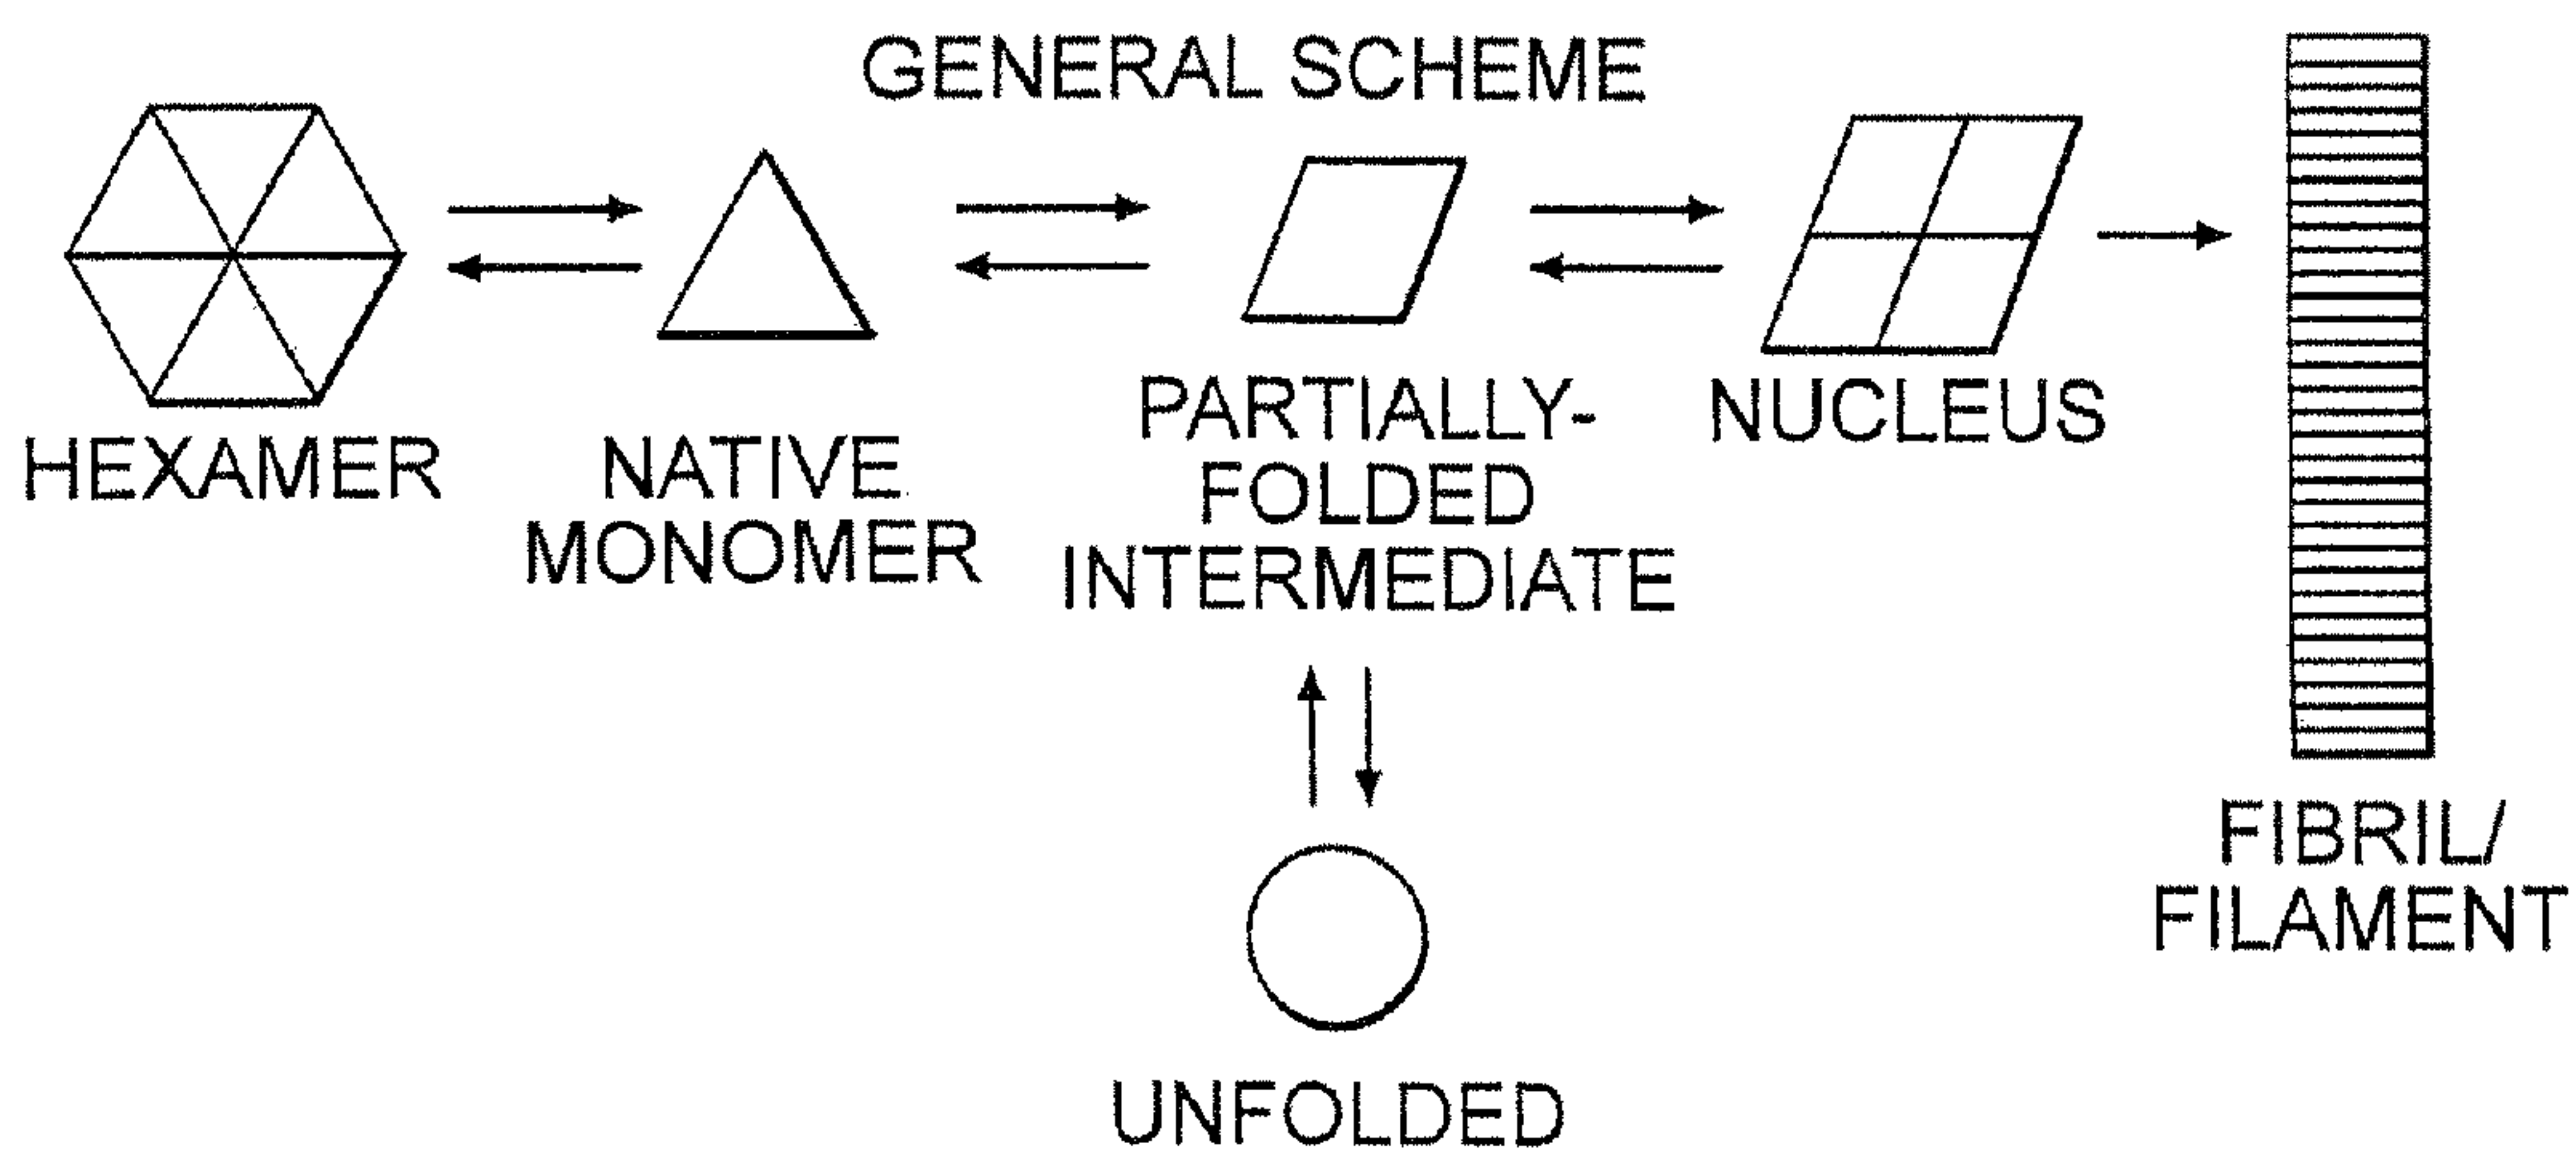 GENERAL SCHEME
HEXAMER
NATIVE
MONOMER
PARTIALLY-
FOLDED
INTERMEDIATE
NUCLEUS
UNFOLDED
FIBRIL/
FILAMENT